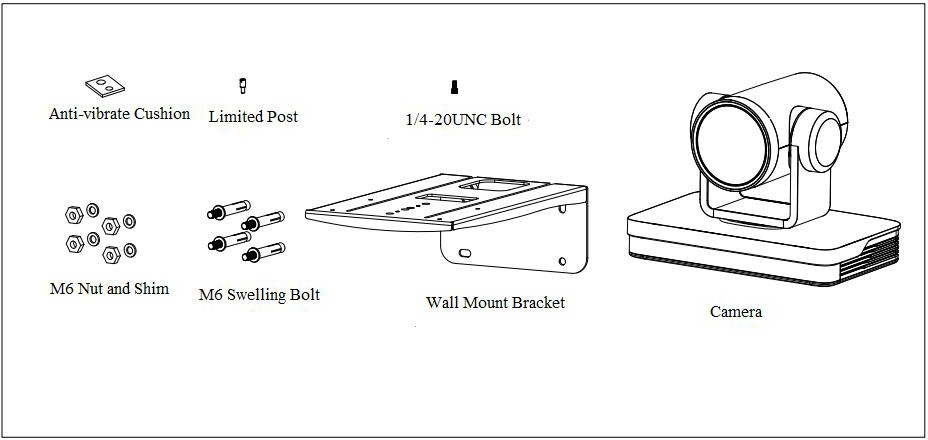 Anti-vibrate Cushion
Limited Post
1/4-20UNC Bolt
M6 Nut and Shim
M6 Swelling Bolt
Wall Mount Bracket
Camera